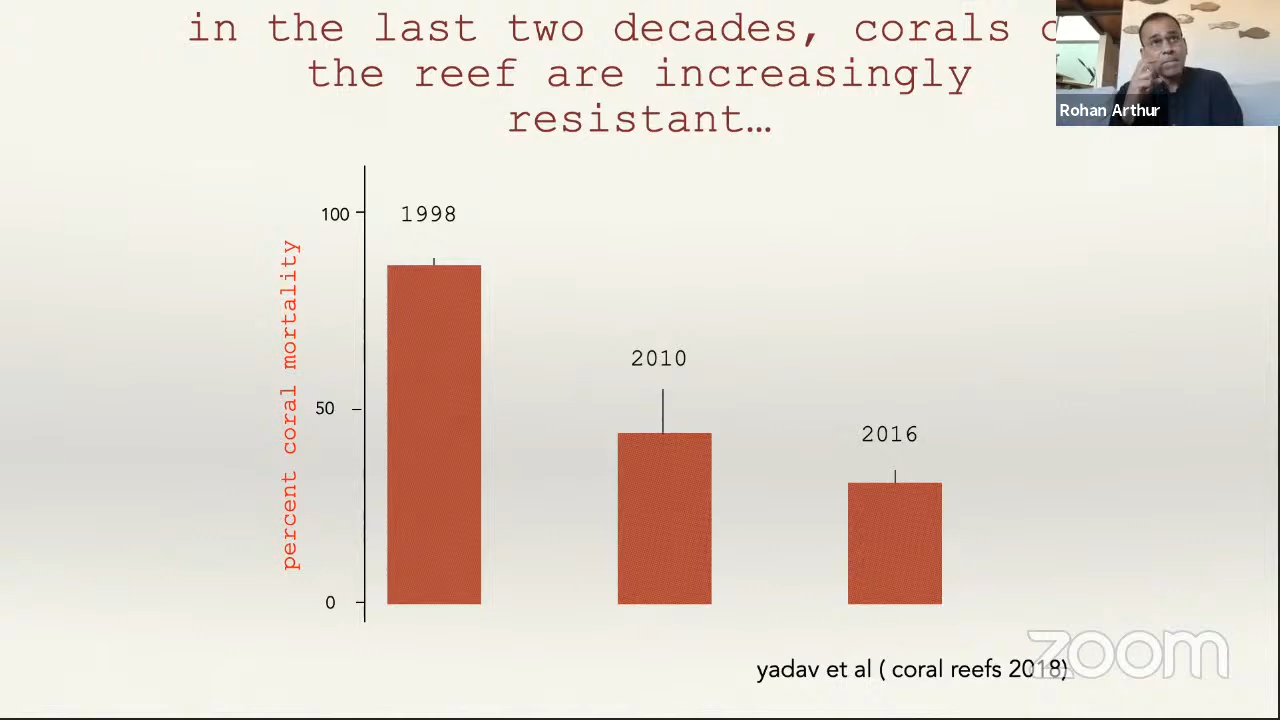 in the last two decades, corals
the reef are increasingly
resistant…
Rohan Arthur
100
1998
percent coral mortality
2010
50
2016
0
yadav et al ( coral reefs 2018)
zoom